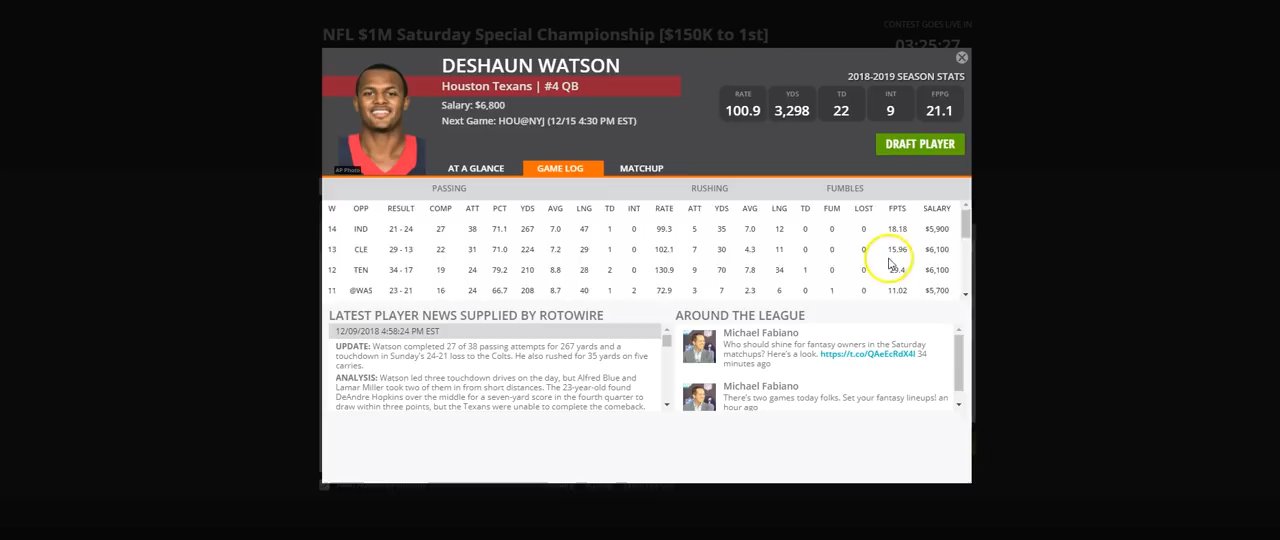 NFL $1M Saturday Special Championship [$150K to 1st]
CONTEST GOES LIVE IN
03:25:27
DESHAUN WATSON
Houston Texans | #4 QB
Salary: $6,800
Next Game: HOU@NYJ (12/15 4:30 PM EST)
2018-2019 SEASON STATS
RATE YDS TD INT FPPG
100.9 3,298 22 9 21.1
DRAFT PLAYER
AP Photo
AT A GLANCE GAME LOG MATCHUP
PASSING RUSHING FUMBLES
W OPP RESULT COMP ATT PCT YDS AVG LNG TD INT RATE ATT YDS AVG LNG TD FUM LOST FPTS SALARY
14 IND 21 - 24 27 38 71.1 267 7.0 47 1 0 99.3 5 35 7.0 12 0 0 0 18.18 $5,900
13 CLE 29 - 13 22 31 71.0 224 7.2 29 1 0 102.1 7 30 4.3 11 0 0 0 15.96 $6,100
12 TEN 34 - 17 19 24 79.2 210 8.8 28 2 0 130.9 9 70 7.8 34 1 0 0 29.4 $6,100
11 @WAS 23 - 21 16 24 66.7 208 8.7 40 1 2 72.9 3 7 2.3 6 0 1 0 11.02 $5,700
LATEST PLAYER NEWS SUPPLIED BY ROTOWIRE
12/09/2018 4:58:24 PM EST
UPDATE: Watson completed 27 of 38 passing attempts for 267 yards and a
touchdown in Sunday's 24-21 loss to the Colts. He also rushed for 35 yards on five
carries.
ANALYSIS: Watson led three touchdown drives on the day, but Alfred Blue and
Lamar Miller took two of them in from short distances. The 23-year-old found
DeAndre Hopkins over the middle for a seven-yard score in the fourth quarter to
draw within three points, but the Texans were unable to complete the comeback.
AROUND THE LEAGUE
Michael Fabiano
Who should shine for fantasy owners in the Saturday
matchups? Here's a look. https://t.co/QAeEcRdX4l 34
minutes ago
Michael Fabiano
There's two games today folks. Set your fantasy lineups! an
hour ago